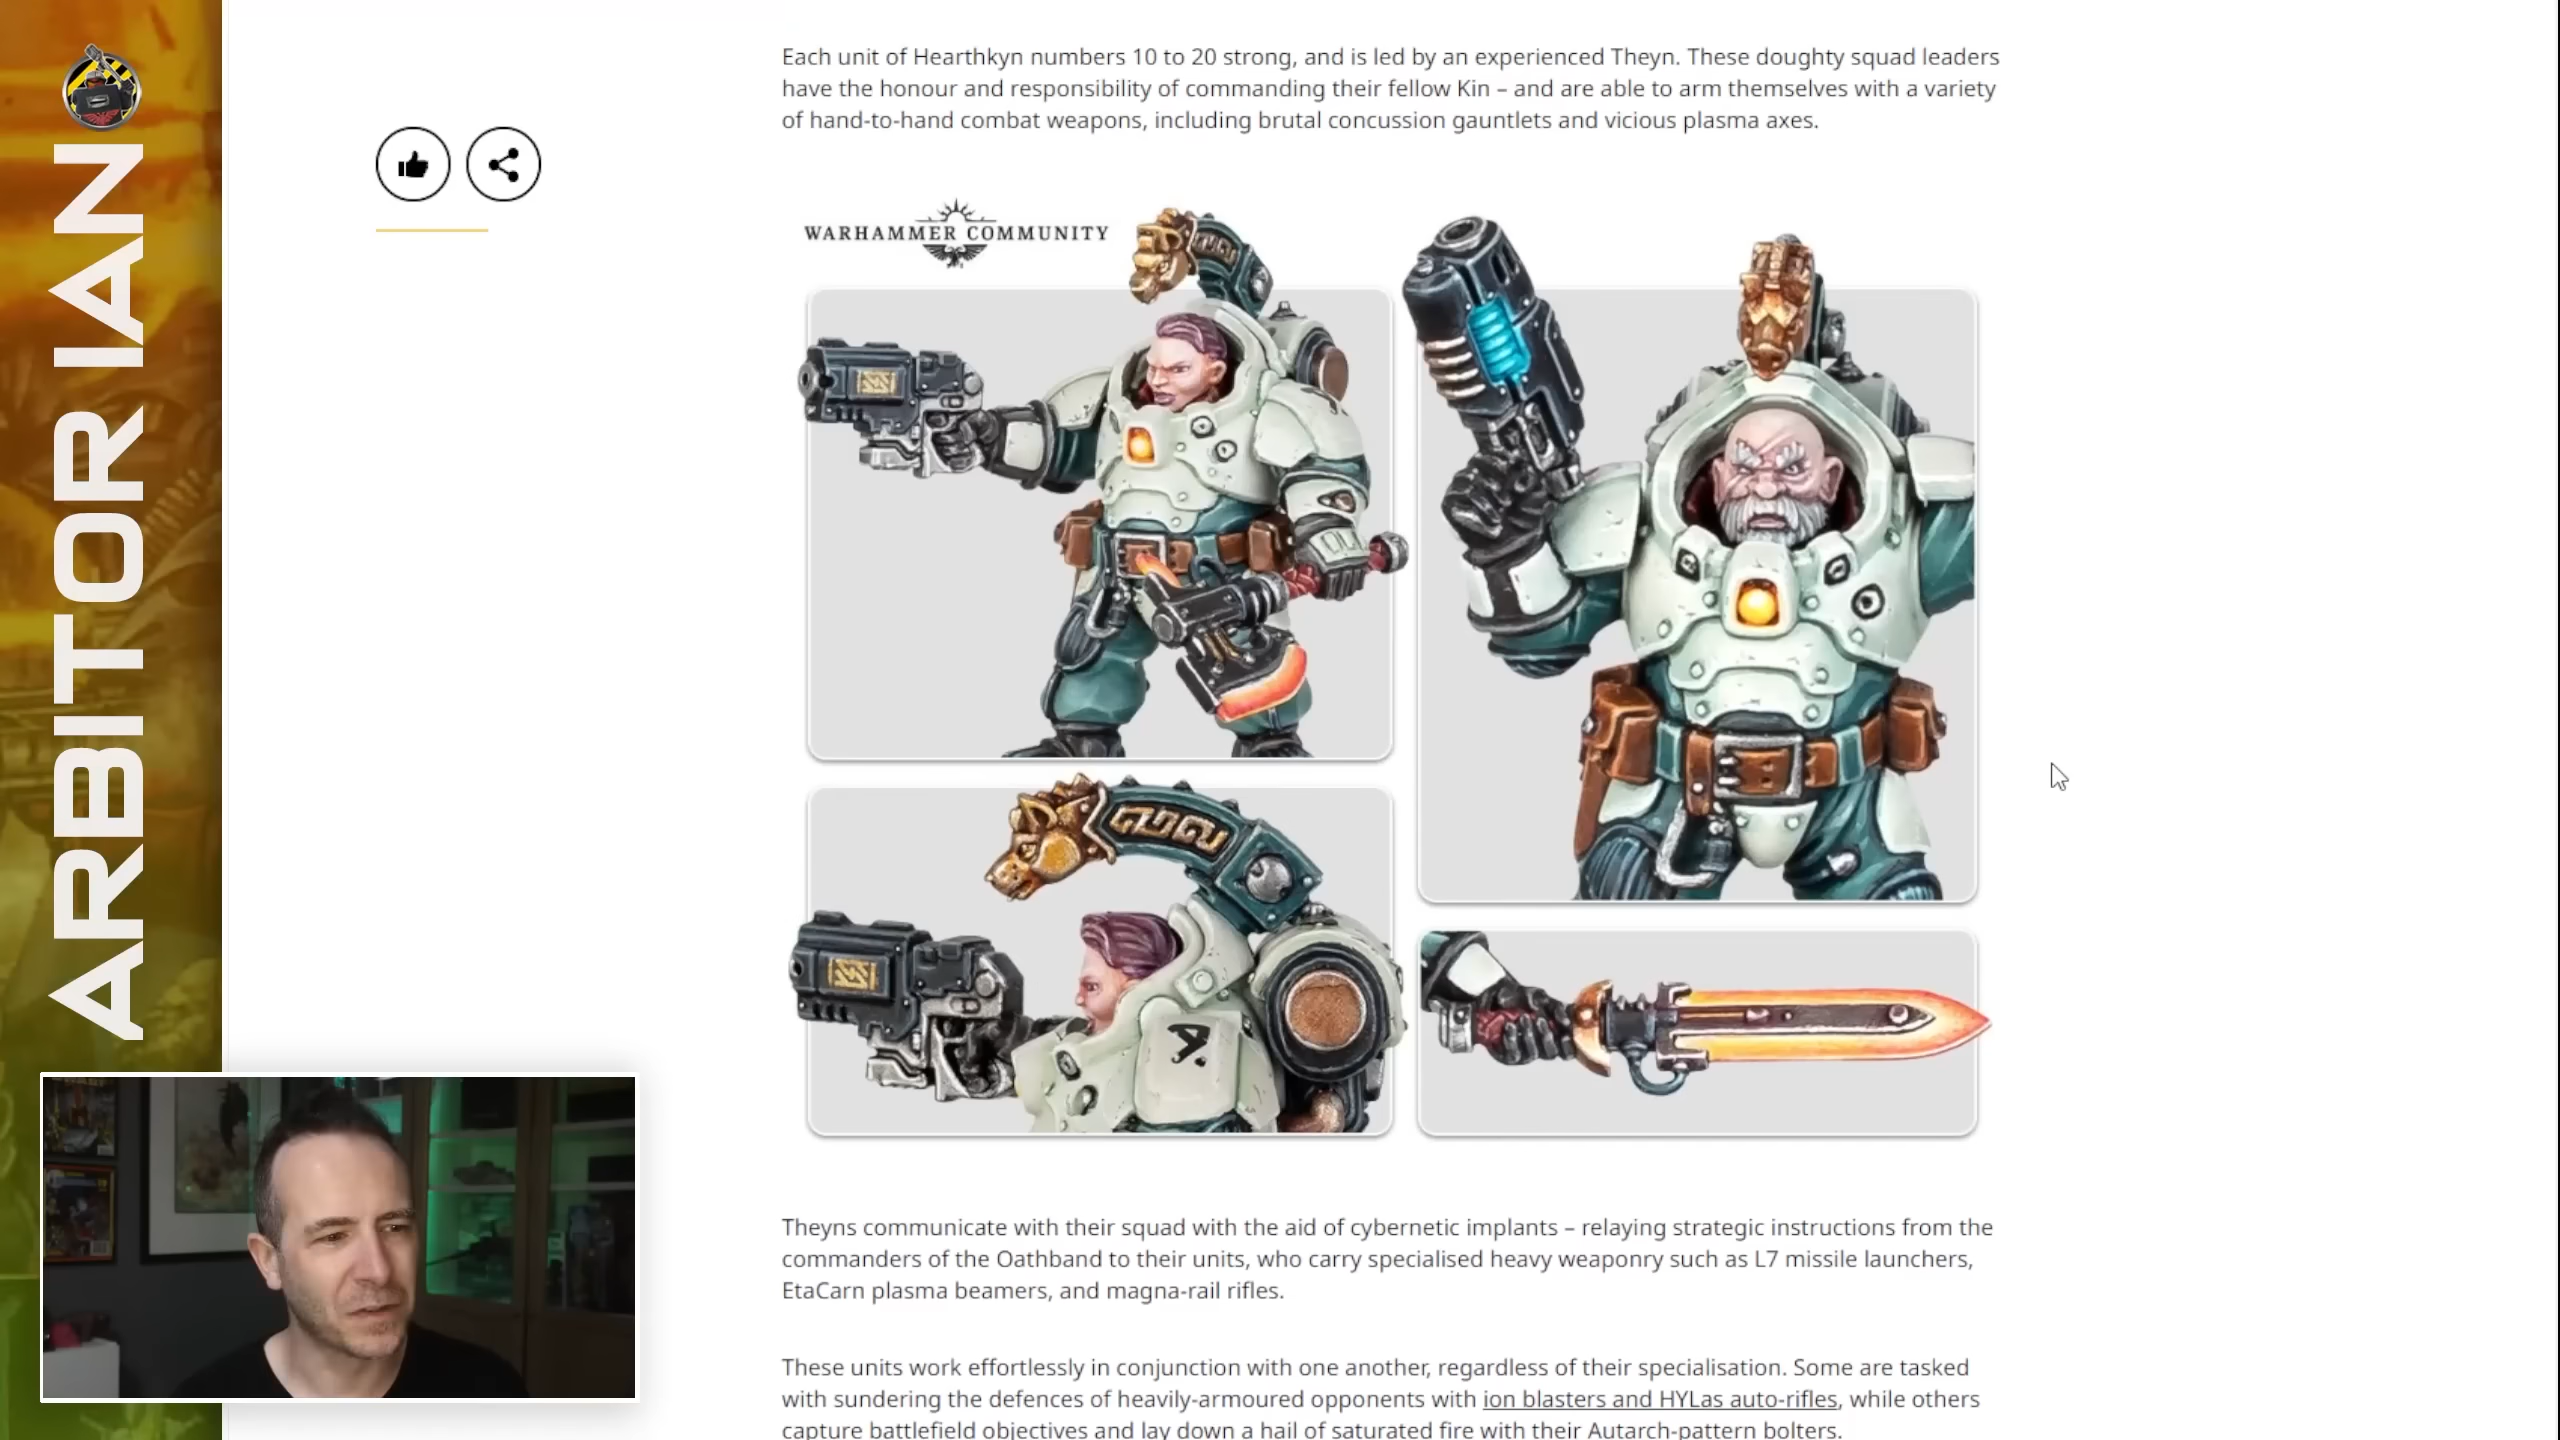 ARBITOR IAN
Each unit of Hearthkyn numbers 10 to 20 strong, and is led by an experienced Theyn. These doughty squad leaders
have the honour and responsibility of commanding their fellow Kin – and are able to arm themselves with a variety
of hand-to-hand combat weapons, including brutal concussion gauntlets and vicious plasma axes.
WARHAMMER COMMUNITY
Theyns communicate with their squad with the aid of cybernetic implants – relaying strategic instructions from the
commanders of the Oathband to their units, who carry specialised heavy weaponry such as L7 missile launchers,
EtaCarn plasma beamers, and magna-rail rifles.
These units work effortlessly in conjunction with one another, regardless of their specialisation. Some are tasked
with sundering the defences of heavily-armoured opponents with ion blasters and HYLas auto-rifles, while others
capture battlefield objectives and lay down a hail of saturated fire with their Autarch-pattern bolters.